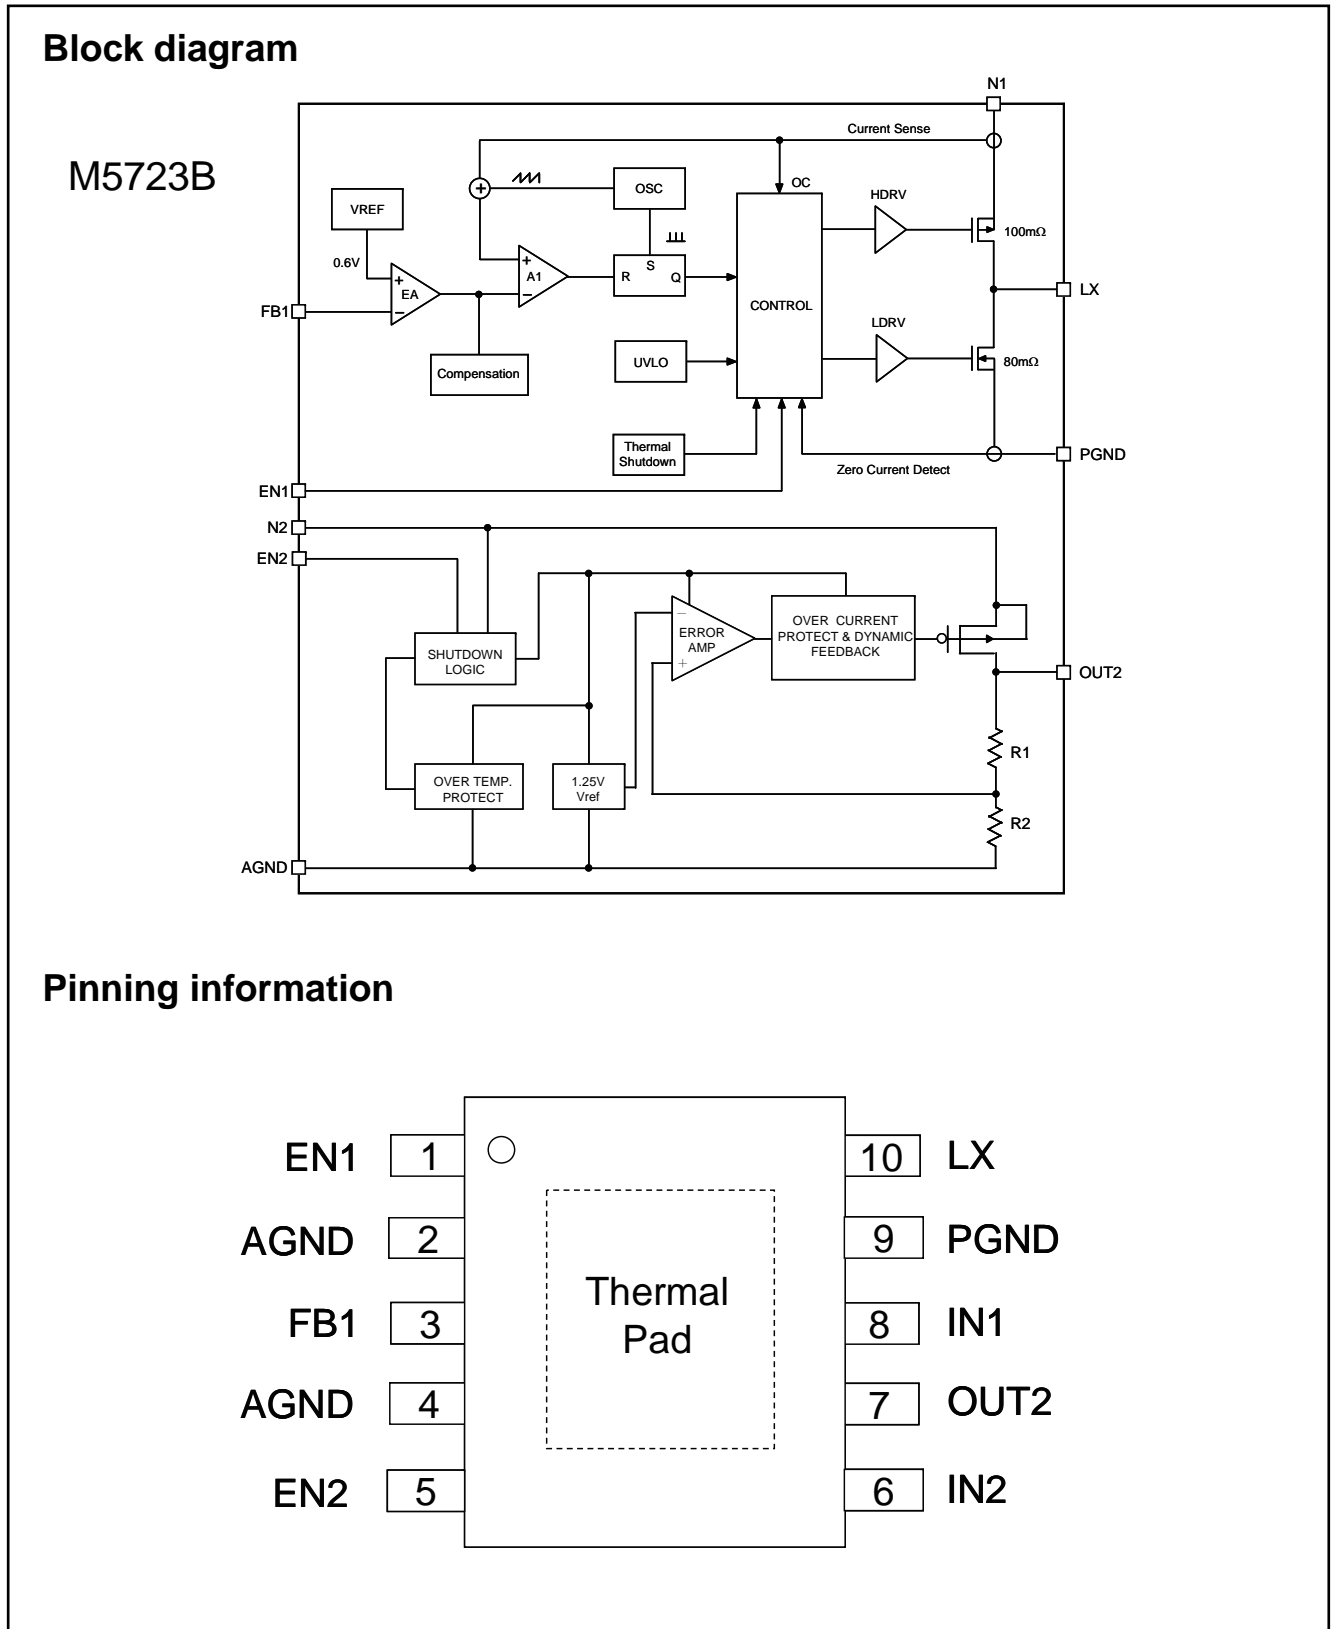 Block diagram
M5723B
N1
Current Sense
OSC
OC
HDRV
VREF
100mΩ
0.6V
+
EA
−
+
A1
−
R
S
Q
CONTROL
LX
FB1
LDRV
UVLO
80mΩ
Compensation
Thermal
Shutdown
PGND
Zero Current Detect
EN1
N2
EN2
SHUTDOWN
LOGIC
−
ERROR
AMP
+
OVER CURRENT
PROTECT & DYNAMIC
FEEDBACK
OUT2
R1
OVER TEMP.
PROTECT
1.25V
Vref
R2
AGND
Pinning information
EN1 1
10 LX
AGND 2
9 PGND
Thermal
Pad
FB1 3
8 IN1
AGND 4
7 OUT2
EN2 5
6 IN2